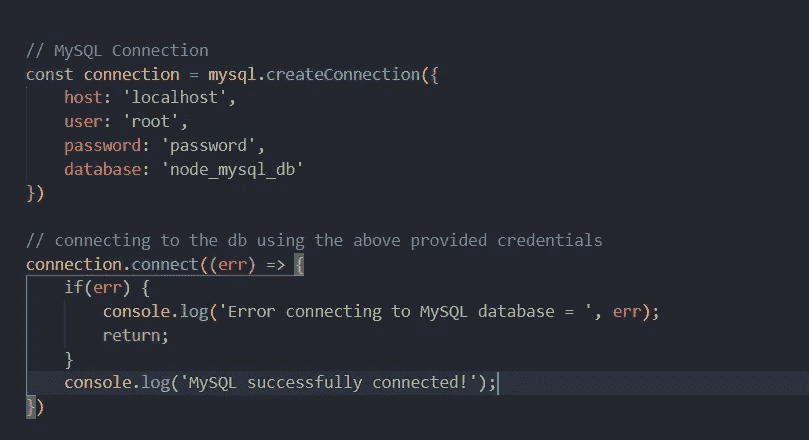 // MySQL Connection
const connection = mysql.createConnection({
    host: 'localhost',
    user: 'root',
    password: 'password',
    database: 'node_mysql_db'
})
// connecting to the db using the above provided credentials
connection.connect((err) => {
    if(err) {
        console.log('Error connecting to MySQL database = ', err);
        return;
    }
    console.log('MySQL successfully connected!');
})